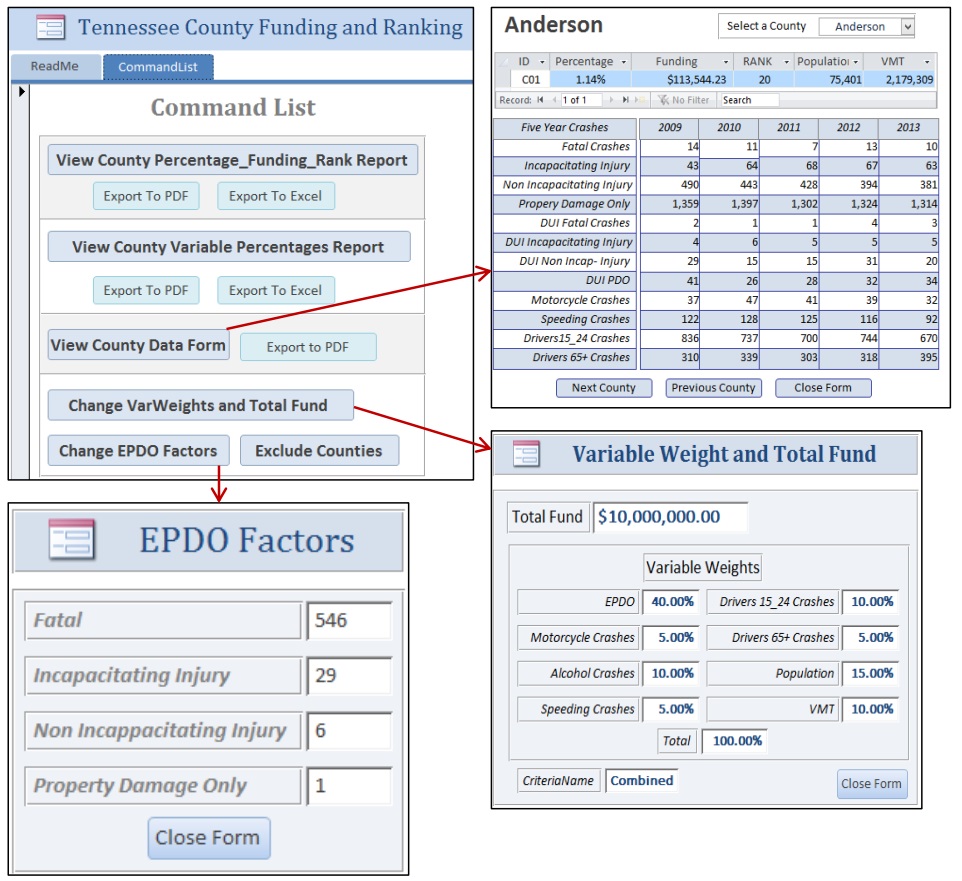 Tennessee County Funding and Ranking
ReadMe CommandList
Command List
View County Percentage_Funding_Rank Report
Export To PDF Export To Excel
View County Variable Percentages Report
Export To PDF Export To Excel
View County Data Form Export to PDF
Change VarWeights and Total Fund
Change EPDO Factors Exclude Counties
Anderson
Select a County Anderson
ID Percentage Funding RANK Population VMT
C01 1.14% $113,544.23 20 75,401 2,179,309
Record: 1 of 1 No Filter Search
Five Year Crashes 2009 2010 2011 2012 2013
Fatal Crashes 14 11 7 13 10
Incapacitating Injury 43 64 68 67 63
Non Incapacitating Injury 490 443 428 394 381
Propery Damage Only 1,359 1,397 1,302 1,324 1,314
DUI Fatal Crashes 2 1 1 4 3
DUI Incapacitating Injury 4 6 5 5 5
DUI Non Incap- Injury 29 15 15 31 20
DUI PDO 41 26 28 32 34
Motorcycle Crashes 37 47 41 39 32
Speeding Crashes 122 128 125 116 92
Drivers15_24 Crashes 836 737 700 744 670
Drivers 65+ Crashes 310 339 303 318 395
Next County Previous County Close Form
EPDO Factors
Fatal 546
Incapacitating Injury 29
Non Incappacitating Injury 6
Property Damage Only 1
Close Form
Variable Weight and Total Fund
Total Fund $10,000,000.00
Variable Weights
EPDO 40.00% Drivers 15_24 Crashes 10.00%
Motorcycle Crashes 5.00% Drivers 65+ Crashes 5.00%
Alcohol Crashes 10.00% Population 15.00%
Speeding Crashes 5.00% VMT 10.00%
Total 100.00%
CriteriaName Combined
Close Form